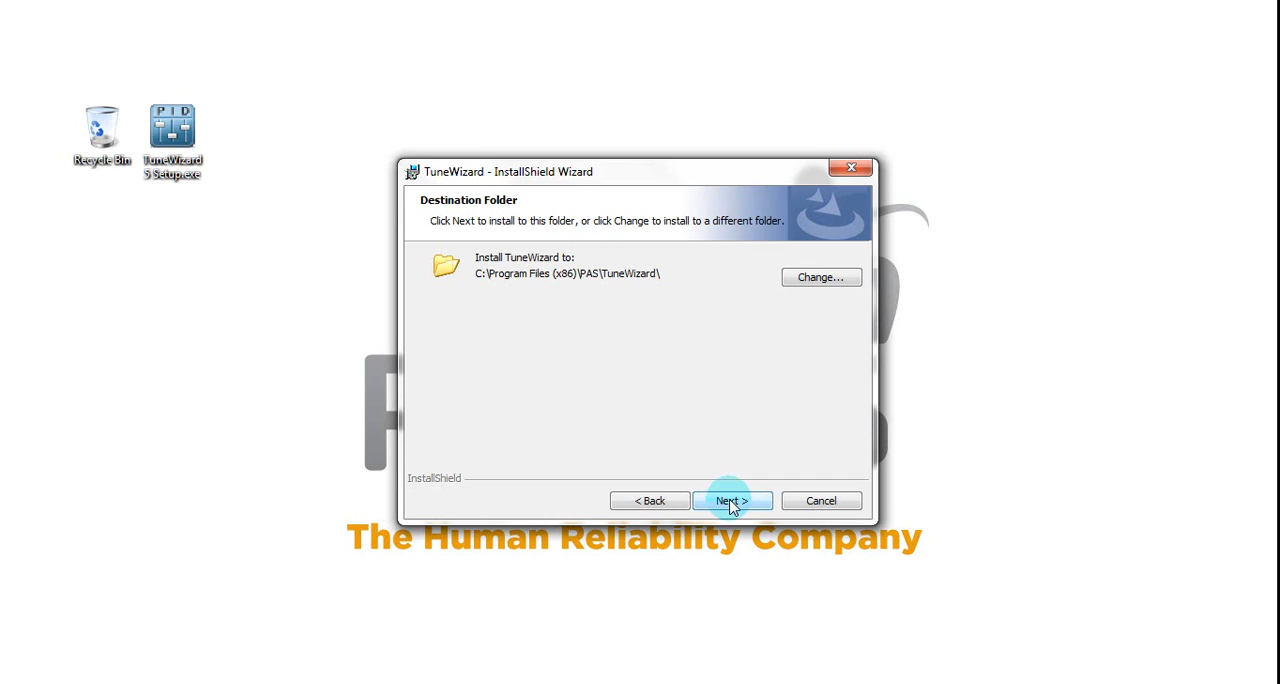 Recycle Bin
TuneWizard
5 Setup.exe
PID
TuneWizard - InstallShield Wizard
Destination Folder
Click Next to install to this folder, or click Change to install to a different folder.
Install TuneWizard to:
C:\Program Files (x86)\PAS\TuneWizard\
Change...
InstallShield
< Back
Next >
Cancel
The Human Reliability Company